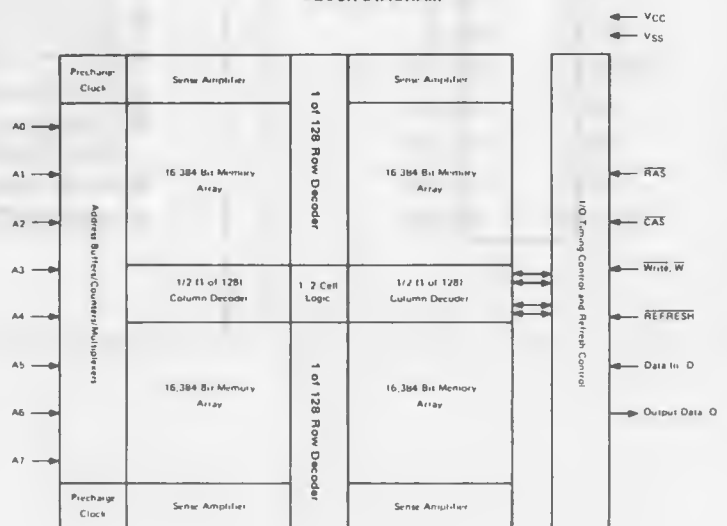 VCC
VSS
Precharge
Clock
Sense Amplifier
1 of 128 Row Decoder
Sense Amplifier
A0
A1
A2
A3
A4
A5
A6
A7
Address Buffers/Counters/Multiplexers
16,384 Bit Memory
Array
16,384 Bit Memory
Array
1/2 (1 of 128)
Column Decoder
1 2 Cell
Logic
1/2 (1 of 128)
Column Decoder
16,384 Bit Memory
Array
1 of 128 Row Decoder
16,384 Bit Memory
Array
Precharge
Clock
Sense Amplifier
Sense Amplifier
I/O Timing Control and Refresh Control
RAS
CAS
Write, W
REFRESH
Data In D
Output Data Q